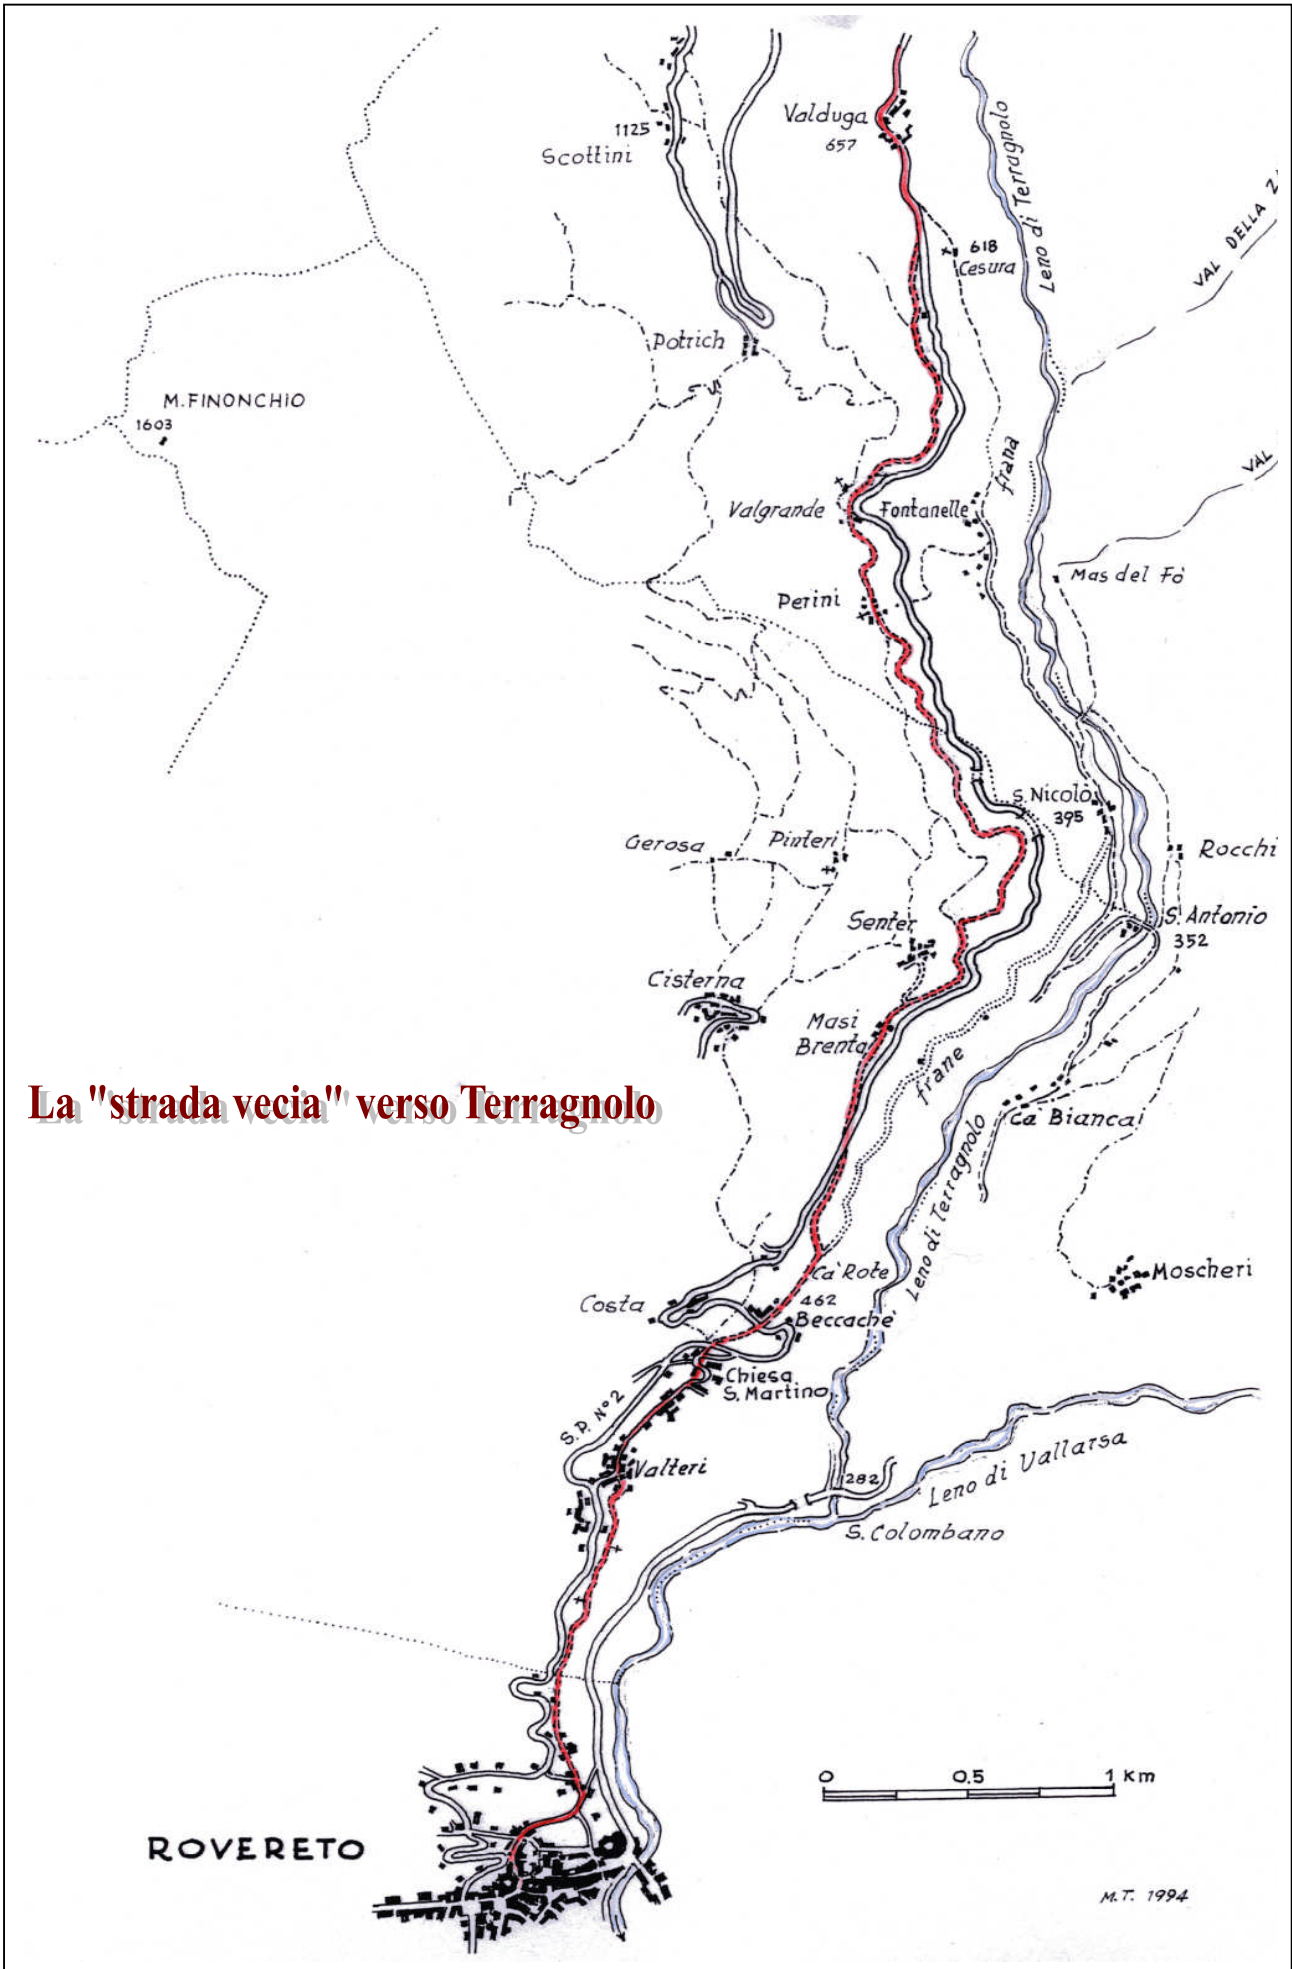 Valduga
657
1125
Scottini
Leno di Terragnolo
VAL DELLA Z
618
Cesura
Potrich
M. FINONCHIO
1603
frana
VAL
Valgrande
Fontanelle
Mas del Fò
Perini
S. Nicolò
395
Gerosa
Pinteri
Rocchi
Senter
S. Antonio
352
Cisterna
Masi
Brenta
frane
La "strada vecia" verso Terragnolo
Ca' Bianca
Leno di Terragnolo
Moscheri
Ca' Rote
Costa
462
Beccachè
Chiesa
S. Martino
S.P. N° 2
Valteri
282
Leno di Vallarsa
S. Colombano
0 0.5 1 Km
ROVERETO
M.T. 1994